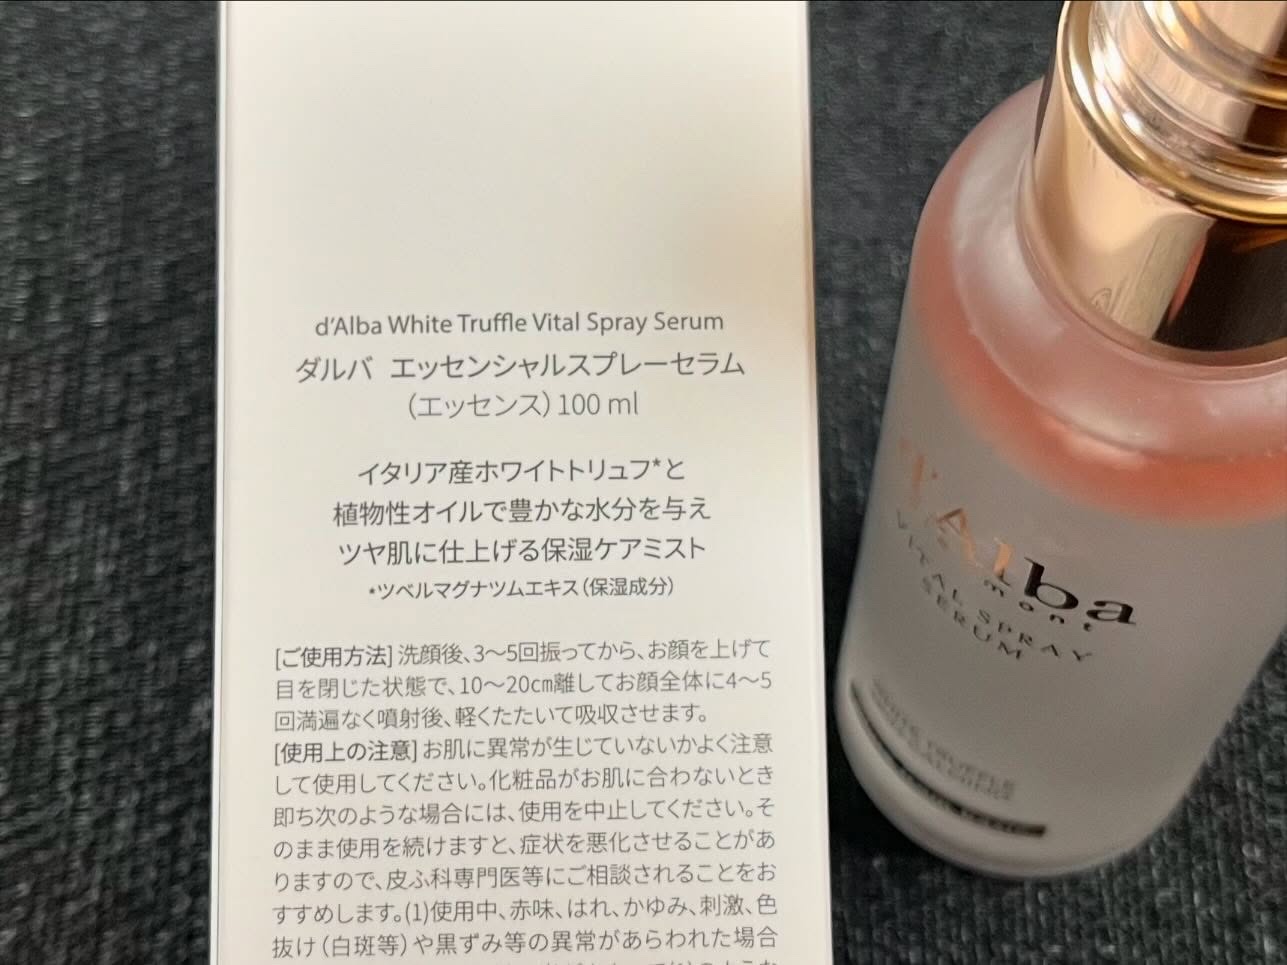 d'Alba White Truffle Vital Spray Serum
ダルバ エッセンシャルスプレーセラム
（エッセンス）100 ml
イタリア産ホワイトトリュフ*と
植物性オイルで豊かな水分を与え
ツヤ肌に仕上げる保湿ケアミスト
*ツベルマグナツムエキス（保湿成分）
[ご使用方法] 洗顔後、3～5回振ってから、お顔を上げて
目を閉じた状態で、10～20㎝離してお顔全体に4～5
回満遍なく噴射後、軽くたたいて吸収させます。
[使用上の注意] お肌に異常が生じていないかよく注意
して使用してください。化粧品がお肌に合わないとき
即ち次のような場合には、使用を中止してください。そ
のまま使用を続けますと、症状を悪化させることがあ
りますので、皮ふ科専門医等にご相談されることをお
すすめします。(1)使用中、赤味、はれ、かゆみ、刺激、色
抜け（白斑等）や黒ずみ等の異常があらわれた場合
d'Alba
VITAL SPRAY
SERUM
WHITE TRUFFLE